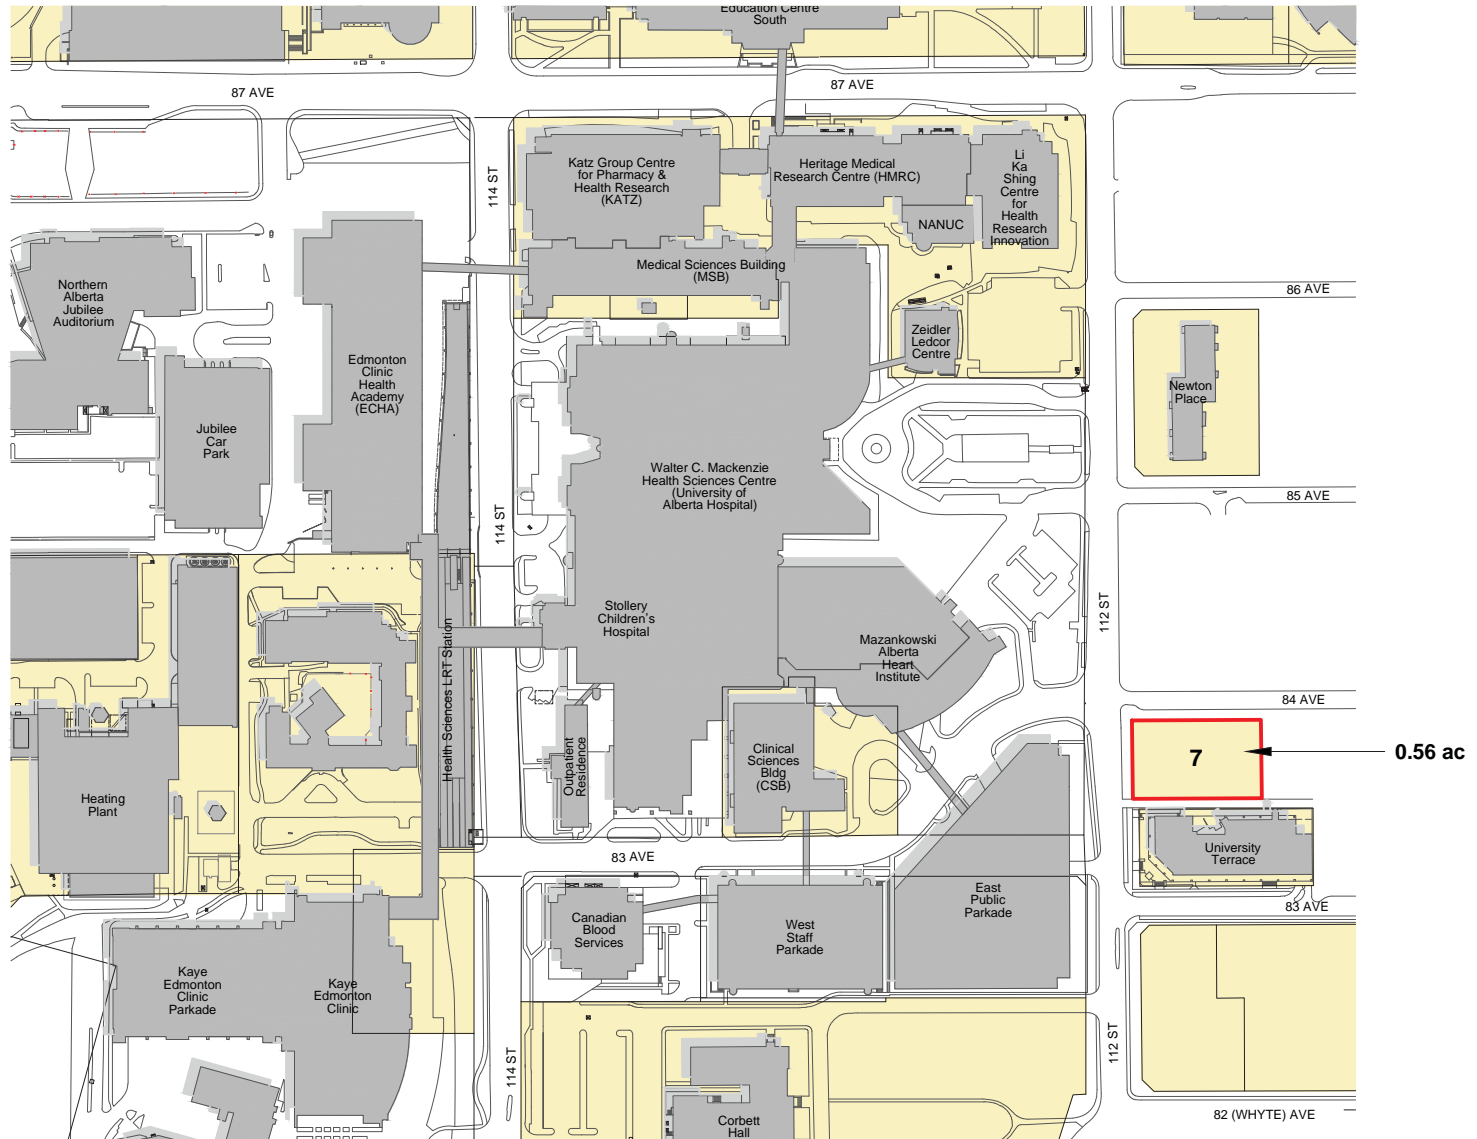 Education Centre
South
87 AVE
87 AVE
114 ST
Katz Group Centre
for Pharmacy &
Health Research
(KATZ)
Heritage Medical
Research Centre (HMRC)
Li
Ka
Shing
Centre
for
Health
Research
Innovation
NANUC
Medical Sciences Building
(MSB)
Northern
Alberta
Jubilee
Auditorium
86 AVE
Zeidler
Ledcor
Centre
Edmonton
Clinic
Health
Academy
(ECHA)
Newton
Place
Jubilee
Car
Park
Walter C. Mackenzie
Health Sciences Centre
(University of
Alberta Hospital)
85 AVE
114 ST
112 ST
Stollery
Children's
Hospital
Mazankowski
Alberta
Heart
Institute
Health Sciences LRT Station
84 AVE
7
0.56 ac
Outpatient
Residence
Clinical
Sciences
Bldg
(CSB)
Heating
Plant
83 AVE
University
Terrace
83 AVE
Canadian
Blood
Services
West
Staff
Parkade
East
Public
Parkade
Kaye
Edmonton
Clinic
Parkade
Kaye
Edmonton
Clinic
114 ST
112 ST
Corbett
Hall
82 (WHYTE) AVE